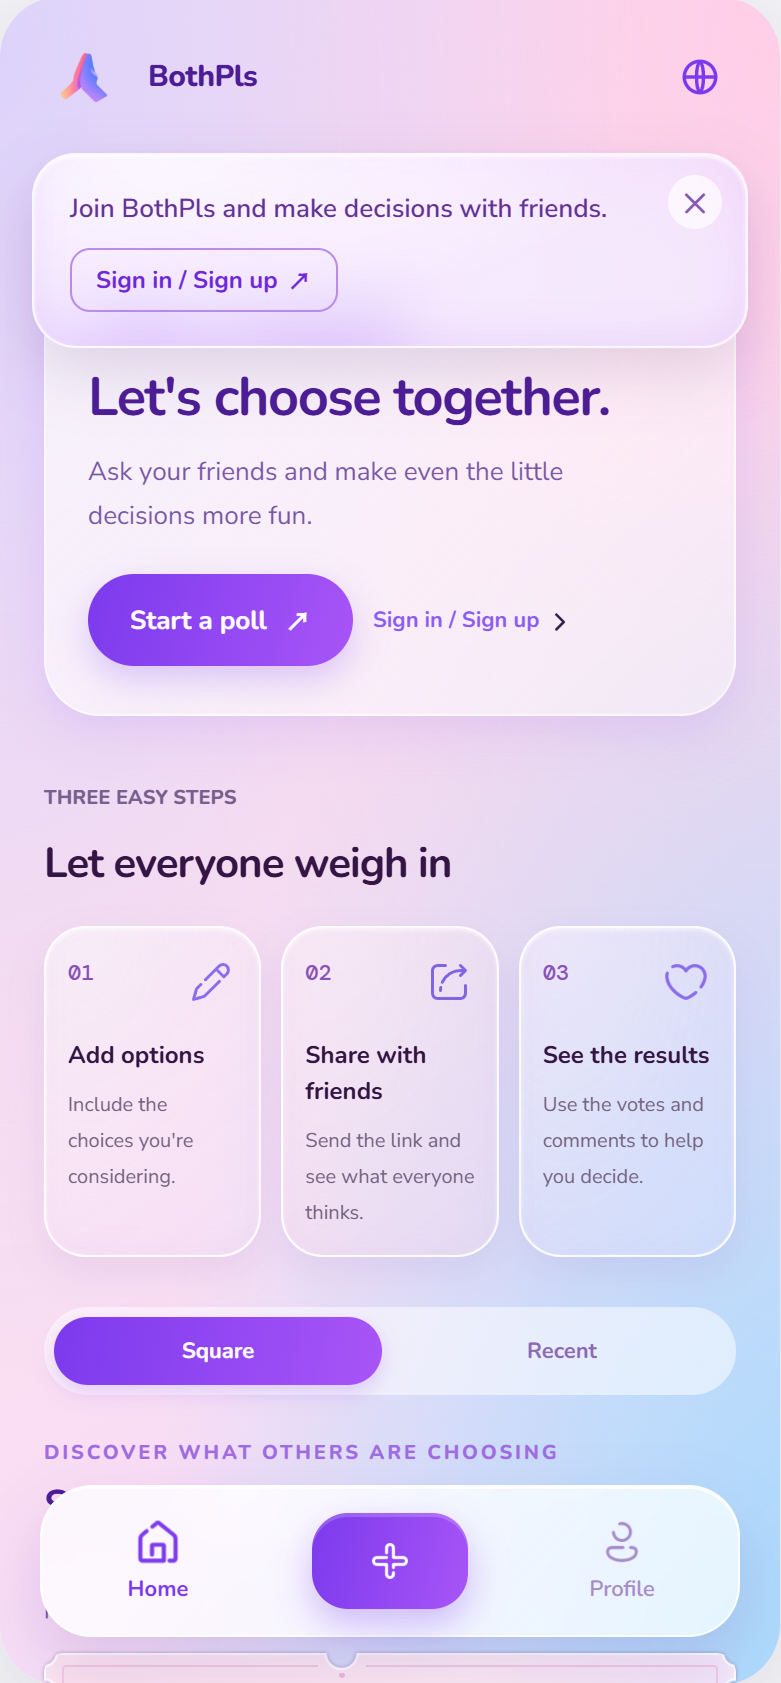 BothPls
Join BothPls and make decisions with friends.
Sign in / Sign up ↗
Let's choose together.
Ask your friends and make even the little
decisions more fun.
Start a poll ↗
Sign in / Sign up
THREE EASY STEPS
Let everyone weigh in
01
Add options
Include the
choices you're
considering.
02
Share with
friends
Send the link and
see what everyone
thinks.
03
See the results
Use the votes and
comments to help
you decide.
Square
Recent
DISCOVER WHAT OTHERS ARE CHOOSING
Home
Profile